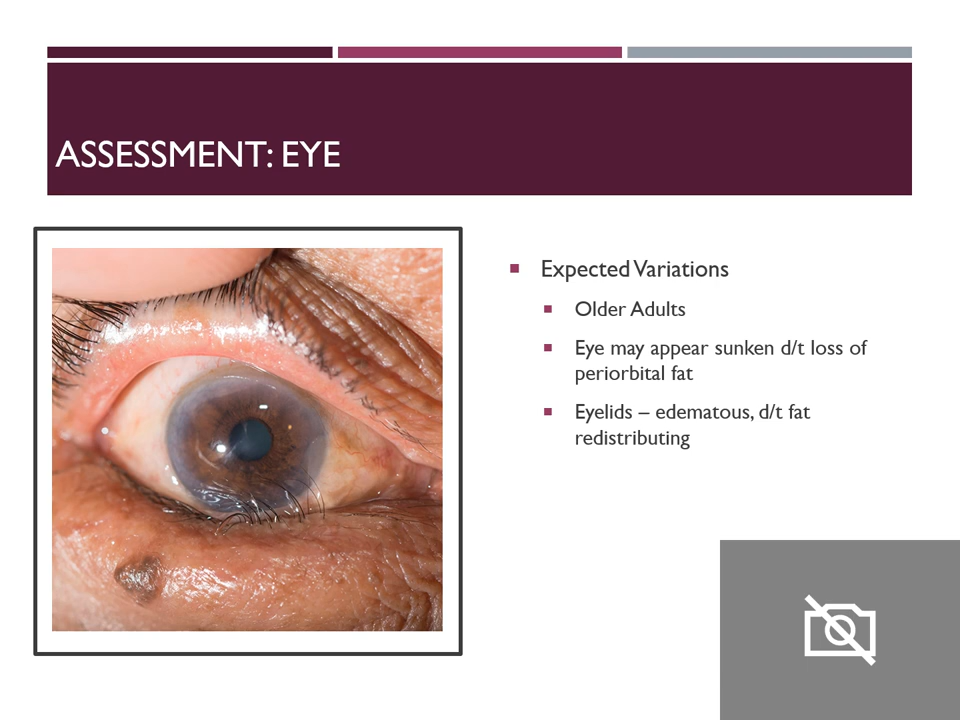 ASSESSMENT: EYE
Expected Variations
Older Adults
Eye may appear sunken d/t loss of
periorbital fat
Eyelids – edematous, d/t fat
redistributing